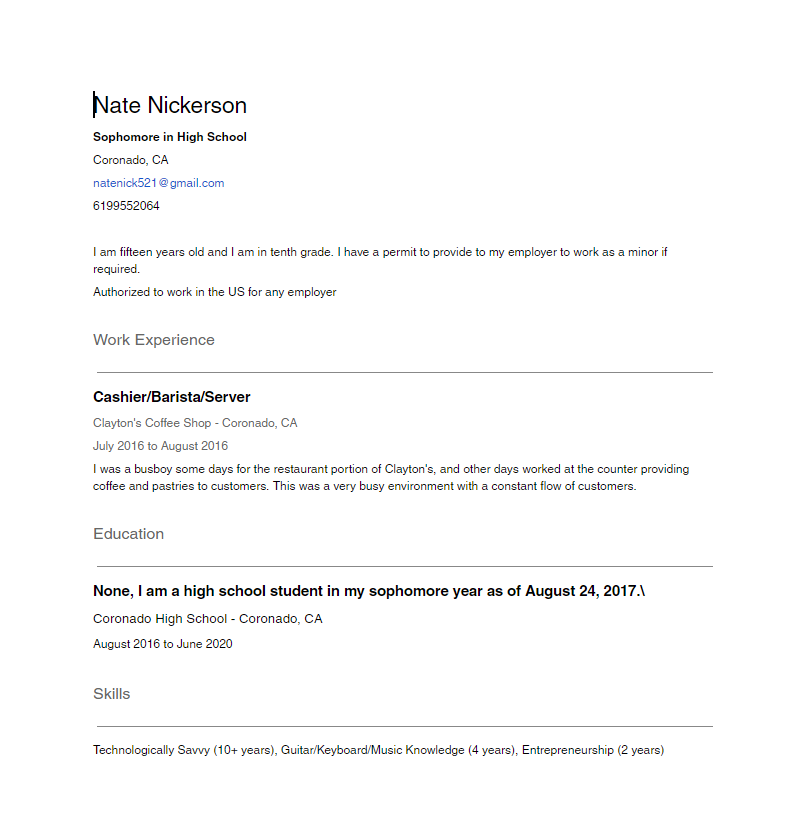 Nate Nickerson
Sophomore in High School
Coronado, CA
natenick521@gmail.com
6199552064
I am fifteen years old and I am in tenth grade. I have a permit to provide to my employer to work as a minor if
required.
Authorized to work in the US for any employer
Work Experience
Cashier/Barista/Server
Clayton's Coffee Shop - Coronado, CA
July 2016 to August 2016
I was a busboy some days for the restaurant portion of Clayton's, and other days worked at the counter providing
coffee and pastries to customers. This was a very busy environment with a constant flow of customers.
Education
None, I am a high school student in my sophomore year as of August 24, 2017.\
Coronado High School - Coronado, CA
August 2016 to June 2020
Skills
Technologically Savvy (10+ years), Guitar/Keyboard/Music Knowledge (4 years), Entrepreneurship (2 years)